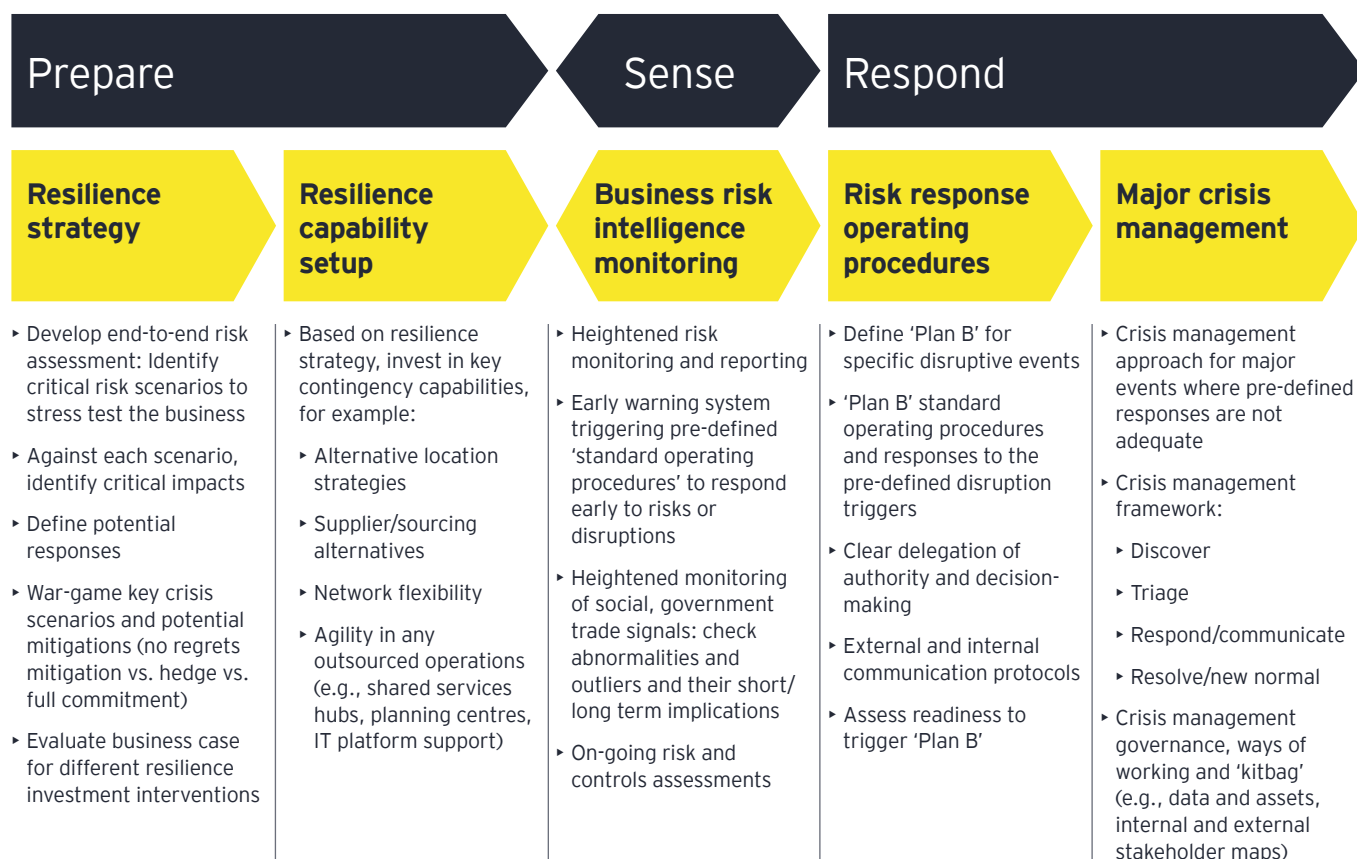 Prepare
Sense
Respond
Resilience
strategy
Resilience
capability
setup
Business risk
intelligence
monitoring
Risk response
operating
procedures
Major crisis
management
‣ Develop end-to-end risk
assessment: Identify
critical risk scenarios to
stress test the business
‣ Against each scenario,
identify critical impacts
‣ Define potential
responses
‣ War-game key crisis
scenarios and potential
mitigations (no regrets
mitigation vs. hedge vs.
full commitment)
‣ Evaluate business case
for different resilience
investment interventions
‣ Based on resilience
strategy, invest in key
contingency capabilities,
for example:
‣ Alternative location
strategies
‣ Supplier/sourcing
alternatives
‣ Network flexibility
‣ Agility in any
outsourced operations
(e.g., shared services
hubs, planning centres,
IT platform support)
‣ Heightened risk
monitoring and reporting
‣ Early warning system
triggering pre-defined
‘standard operating
procedures’ to respond
early to risks or
disruptions
‣ Heightened monitoring
of social, government
trade signals: check
abnormalities and
outliers and their short/
long term implications
‣ On-going risk and
controls assessments
‣ Define ‘Plan B’ for
specific disruptive events
‣ ‘Plan B’ standard
operating procedures
and responses to the
pre-defined disruption
triggers
‣ Clear delegation of
authority and decision-
making
‣ External and internal
communication protocols
‣ Assess readiness to
trigger ‘Plan B’
‣ Crisis management
approach for major
events where pre-defined
responses are not
adequate
‣ Crisis management
framework:
‣ Discover
‣ Triage
‣ Respond/communicate
‣ Resolve/new normal
‣ Crisis management
governance, ways of
working and ‘kitbag’
(e.g., data and assets,
internal and external
stakeholder maps)